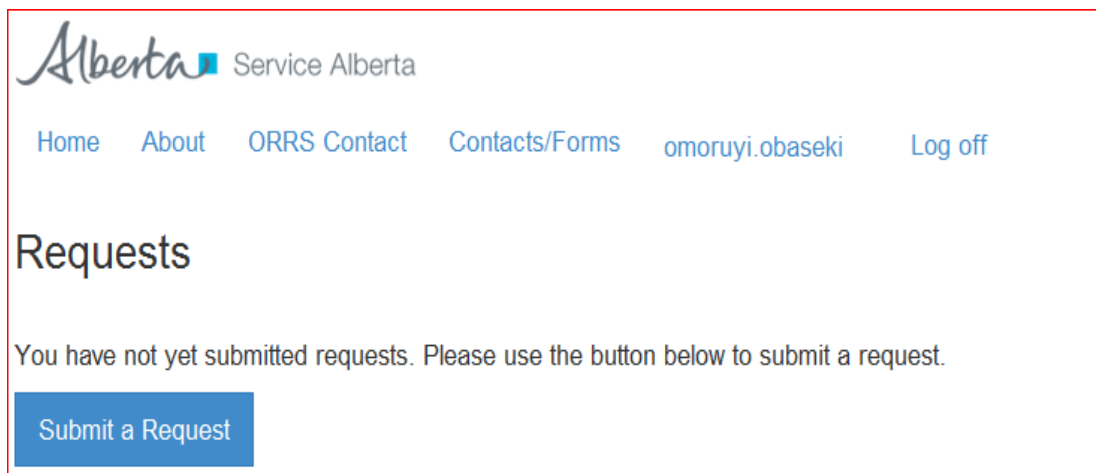 Alberta Service Alberta
Home About ORRS Contact Contacts/Forms omoruyi.obaseki Log off
Requests
You have not yet submitted requests. Please use the button below to submit a request.
Submit a Request